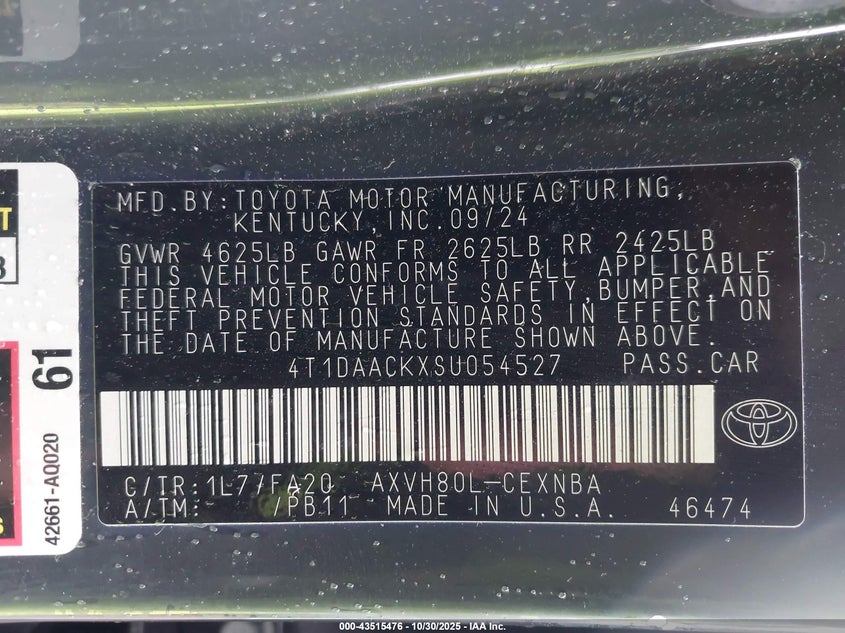 T
3
61
42661-AQ020
S
MFD.BY:TOYOTA MOTOR MANUFACTURING,
KENTUCKY,INC.09/24
GVWR 4625LB GAWR FR 2625LB RR 2425LB
THIS VEHICLE CONFORMS TO ALL APPLICABLE
FEDERAL MOTOR VEHICLE SAFETY,BUMPER,AND
THEFT PREVENTION STANDARDS IN EFFECT ON
THE DATE OF MANUFACTURE SHOWN ABOVE.
4T1DAACKXSU054527 PASS.CAR
C/TR:1L7/FA20 AXVH80L-CEXNBA
A/TM: - /PB11 MADE IN U.S.A. 46474
000-43515476 - 10/30/2025 - IAA Inc.